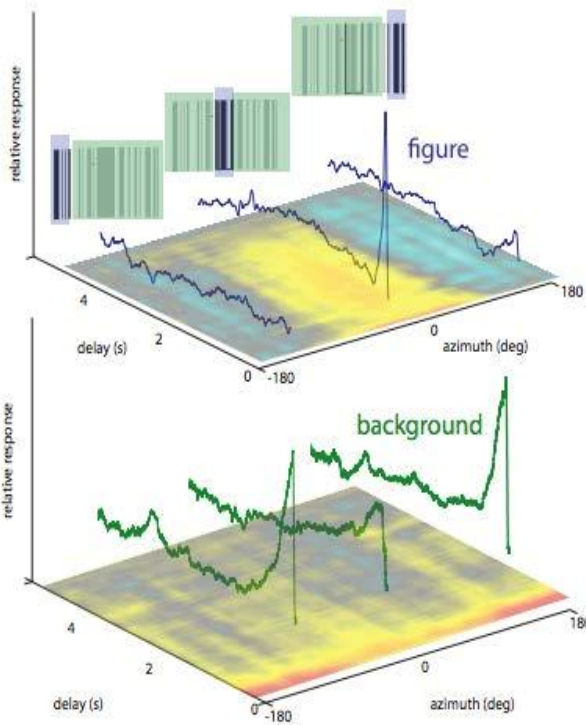 relative response
figure
4
2
0
delay (s)
-180
0
180
azimuth (deg)
relative response
background
4
2
0
delay (s)
-180
0
180
azimuth (deg)